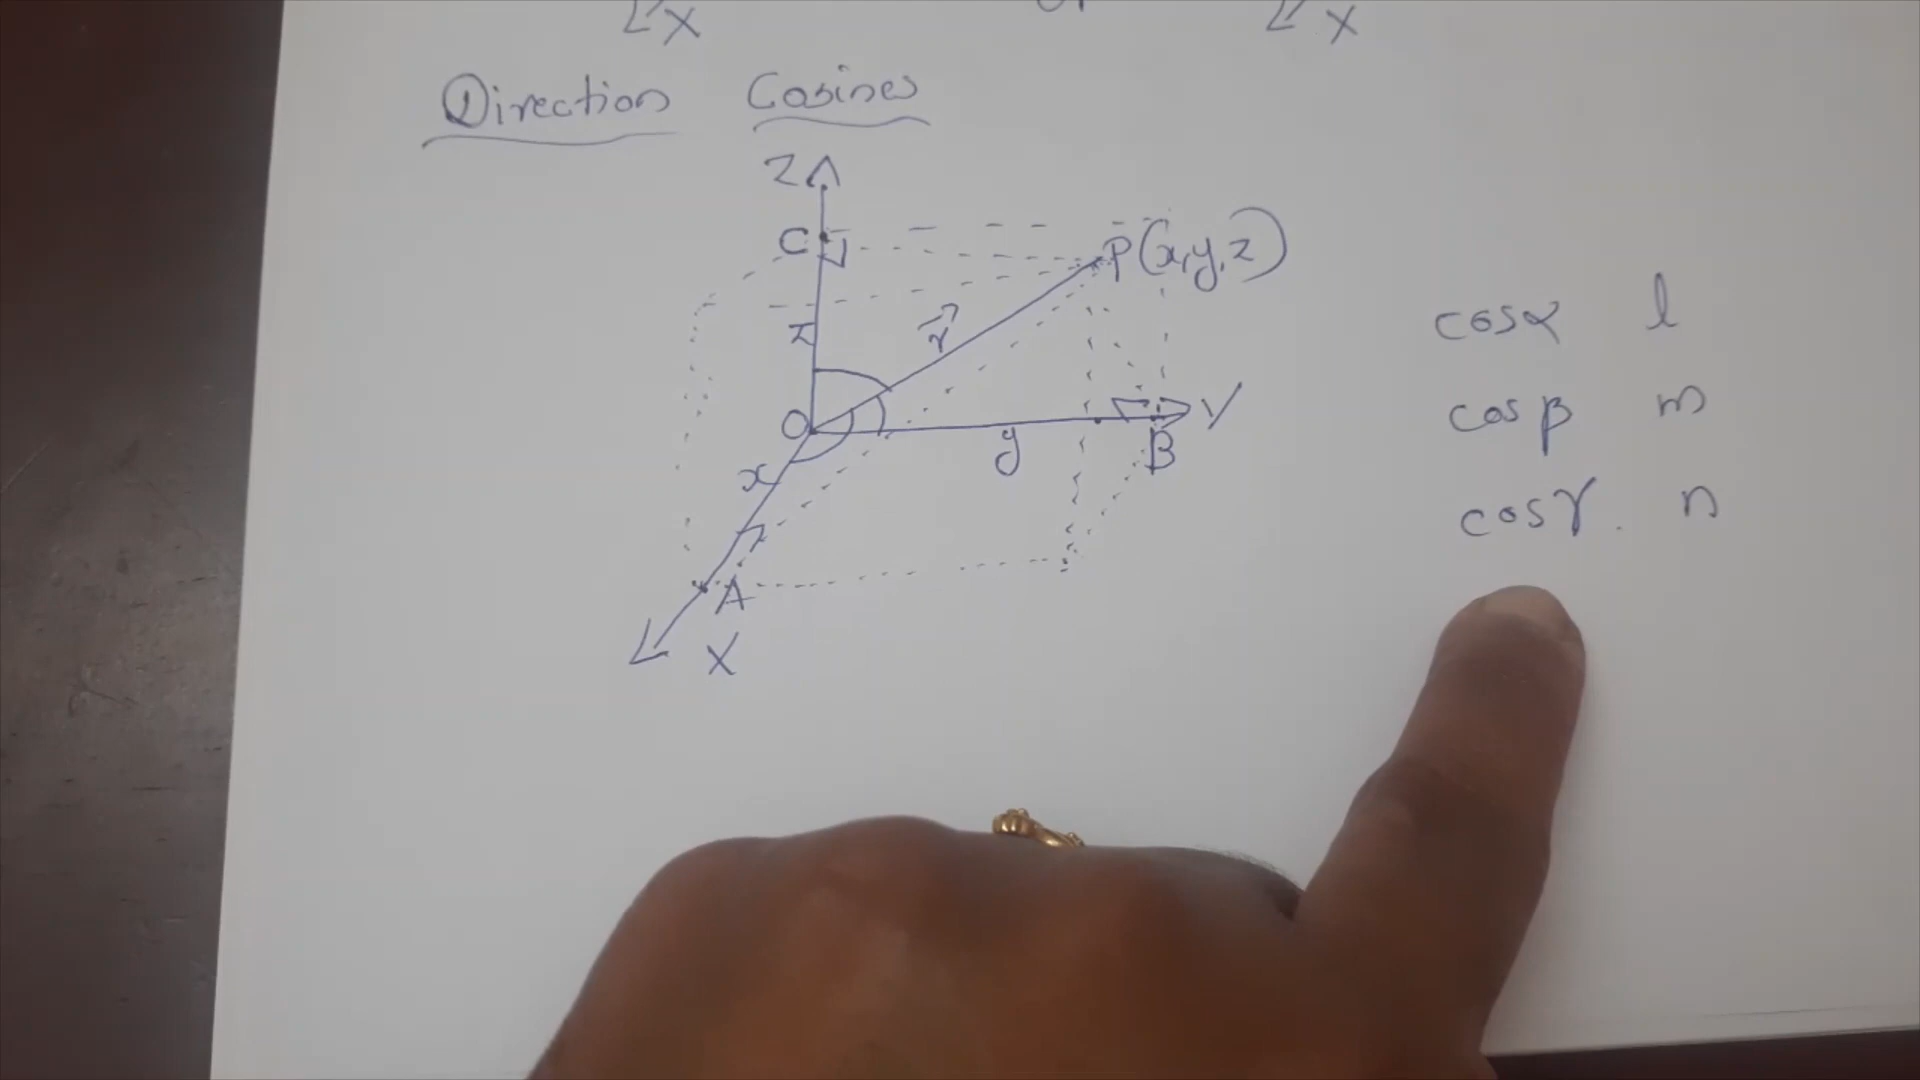 X X
Direction Cosines
Z
C P(x,y,z)
z r⃗
O Y
x y B
A
X
cosα l
cosβ m
cosγ n